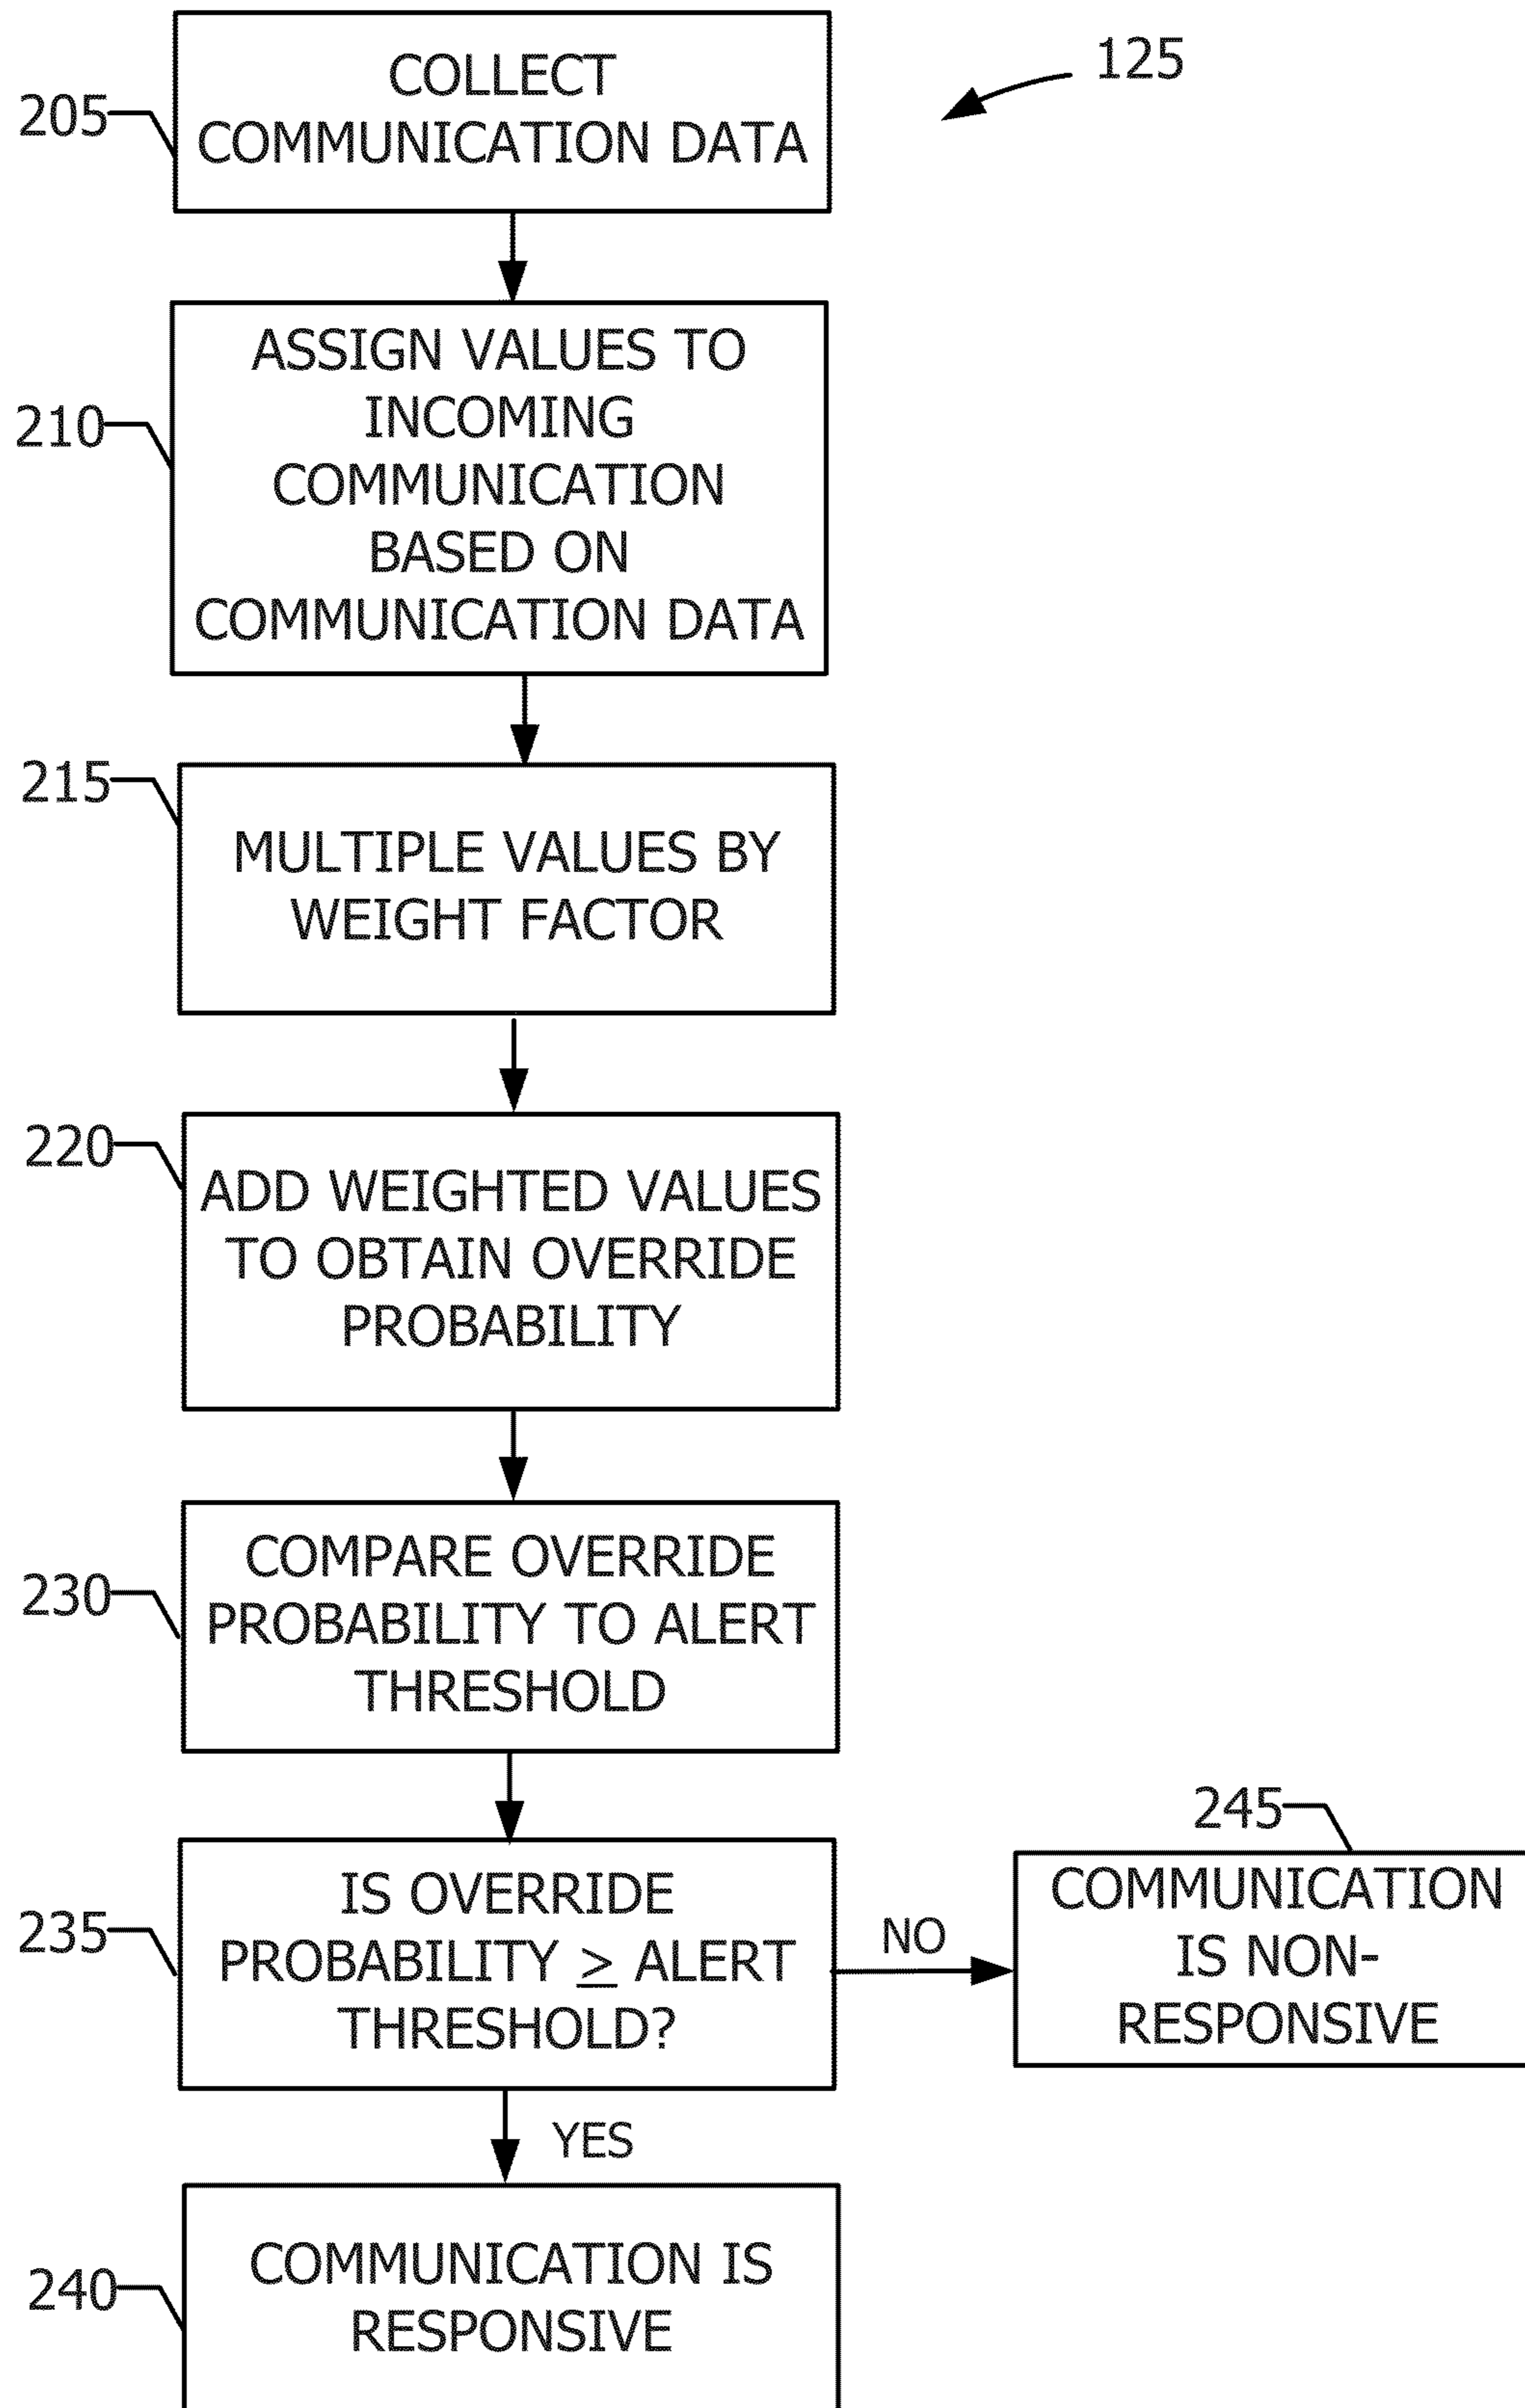 COLLECT
COMMUNICATION DATA
205
125
ASSIGN VALUES TO
INCOMING
COMMUNICATION
BASED ON
COMMUNICATION DATA
210
215
MULTIPLE VALUES BY
WEIGHT FACTOR
220
ADD WEIGHTED VALUES
TO OBTAIN OVERRIDE
PROBABILITY
230
COMPARE OVERRIDE
PROBABILITY TO ALERT
THRESHOLD
235
IS OVERRIDE
PROBABILITY ≥ ALERT
THRESHOLD?
NO
245
COMMUNICATION
IS NON-
RESPONSIVE
YES
240
COMMUNICATION IS
RESPONSIVE